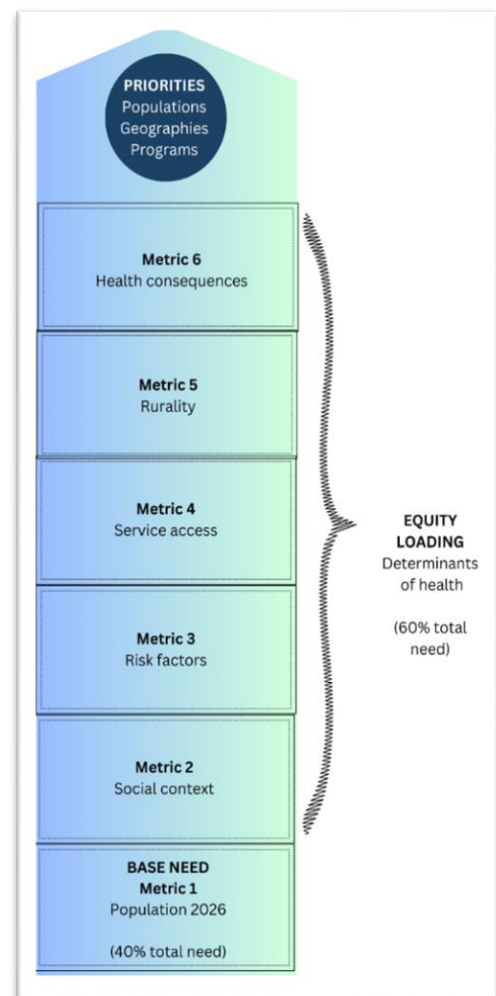 PRIORITIES
Populations
Geographies
Programs
Metric 6
Health consequences
Metric 5
Rurality
Metric 4
Service access
EQUITY
LOADING
Determinants
of health
(60% total
need)
Metric 3
Risk factors
Metric 2
Social context
BASE NEED
Metric 1
Population 2026
(40% total need)